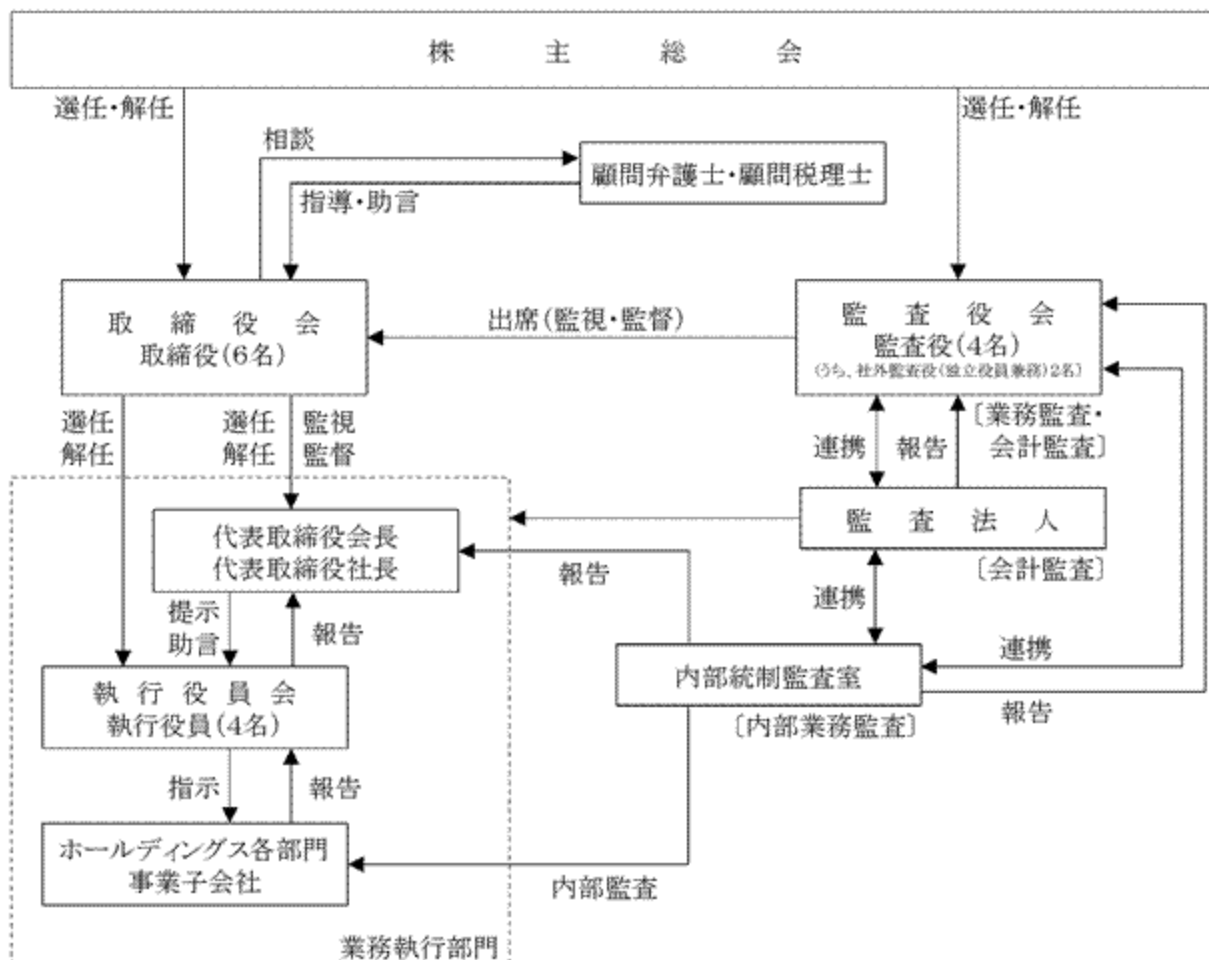 株主総会
選任・解任
選任・解任
相談
顧問弁護士・顧問税理士
指導・助言
取締役会
取締役(6名)
出席(監視・監督)
監査役会
監査役(4名)
(うち、社外監査役(独立役員兼務)2名)
選任
解任
選任
解任
監視
監督
連携
報告
〔業務監査・
会計監査〕
監査法人
〔会計監査〕
代表取締役会長
代表取締役社長
報告
連携
提示
助言
報告
内部統制監査室
〔内部業務監査〕
連携
報告
執行役員会
執行役員(4名)
指示
報告
ホールディングス各部門
事業子会社
内部監査
業務執行部門